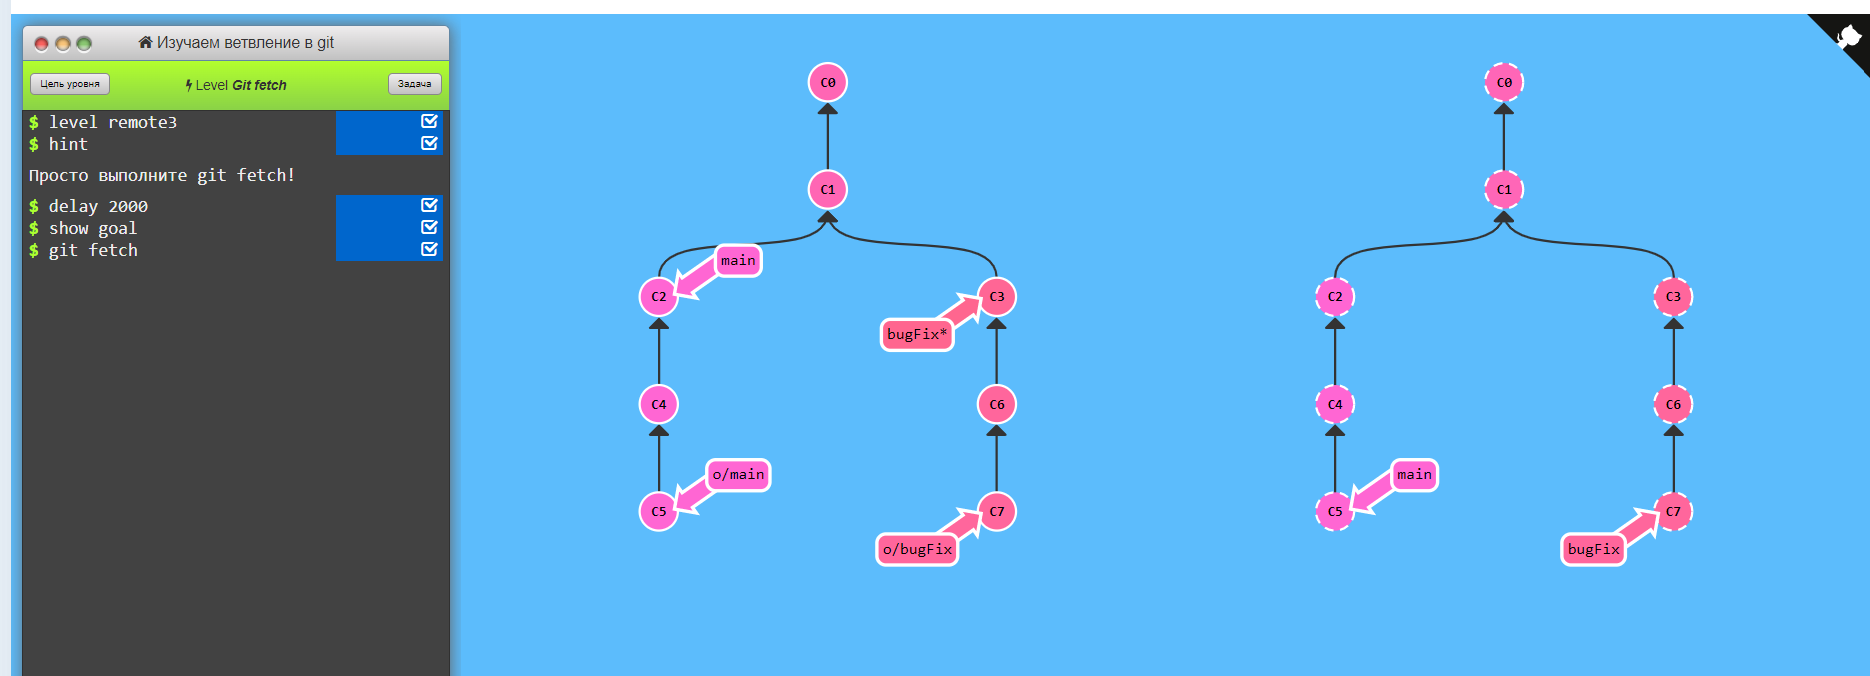 Изучаем ветвление в git
Цель уровня
Level Git fetch
Задача
$ level remote3
$ hint
Просто выполните git fetch!
$ delay 2000
$ show goal
$ git fetch
C0
C1
main
C2
C3
bugFix*
C4
C6
o/main
C5
C7
o/bugFix
C0
C1
C2
C3
C4
C6
main
C5
C7
bugFix